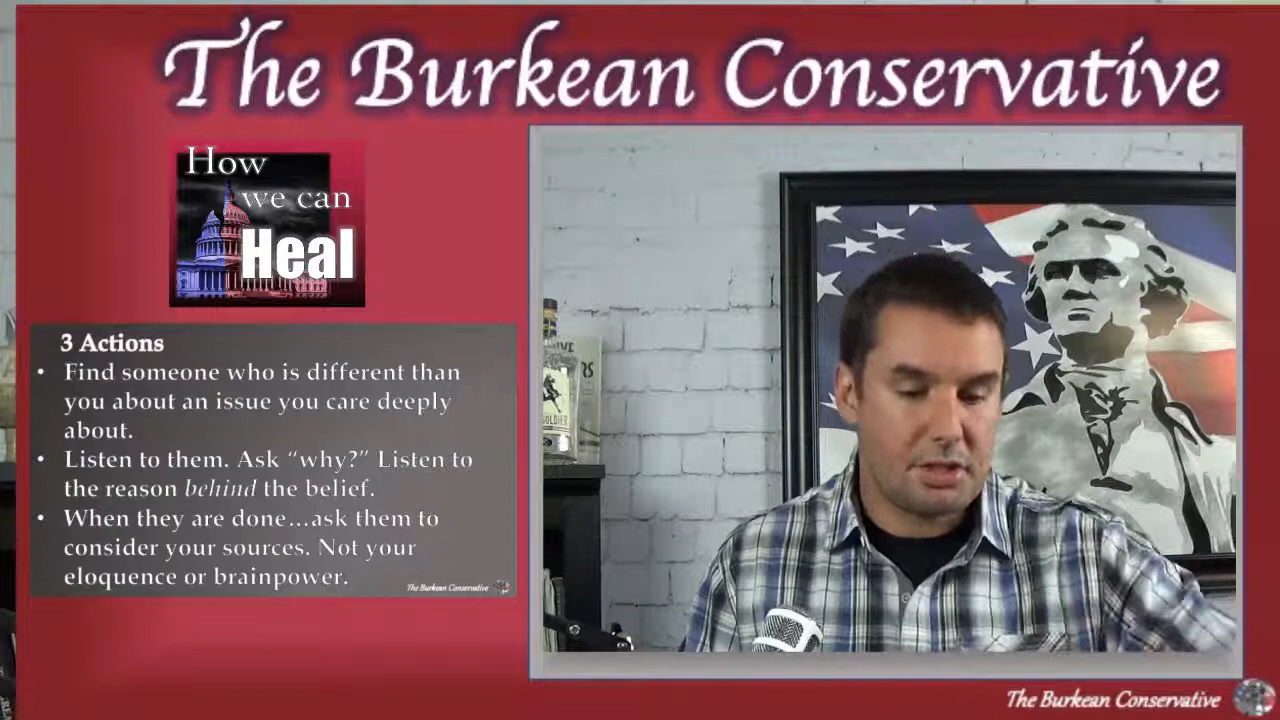 The Burkean Conservative
How
we can
Heal
3 Actions
• Find someone who is different than
you about an issue you care deeply
about.
• Listen to them. Ask “why?” Listen to
the reason behind the belief.
• When they are done...ask them to
consider your sources. Not your
eloquence or brainpower.
The Burkean Conservative
The Burkean Conservative